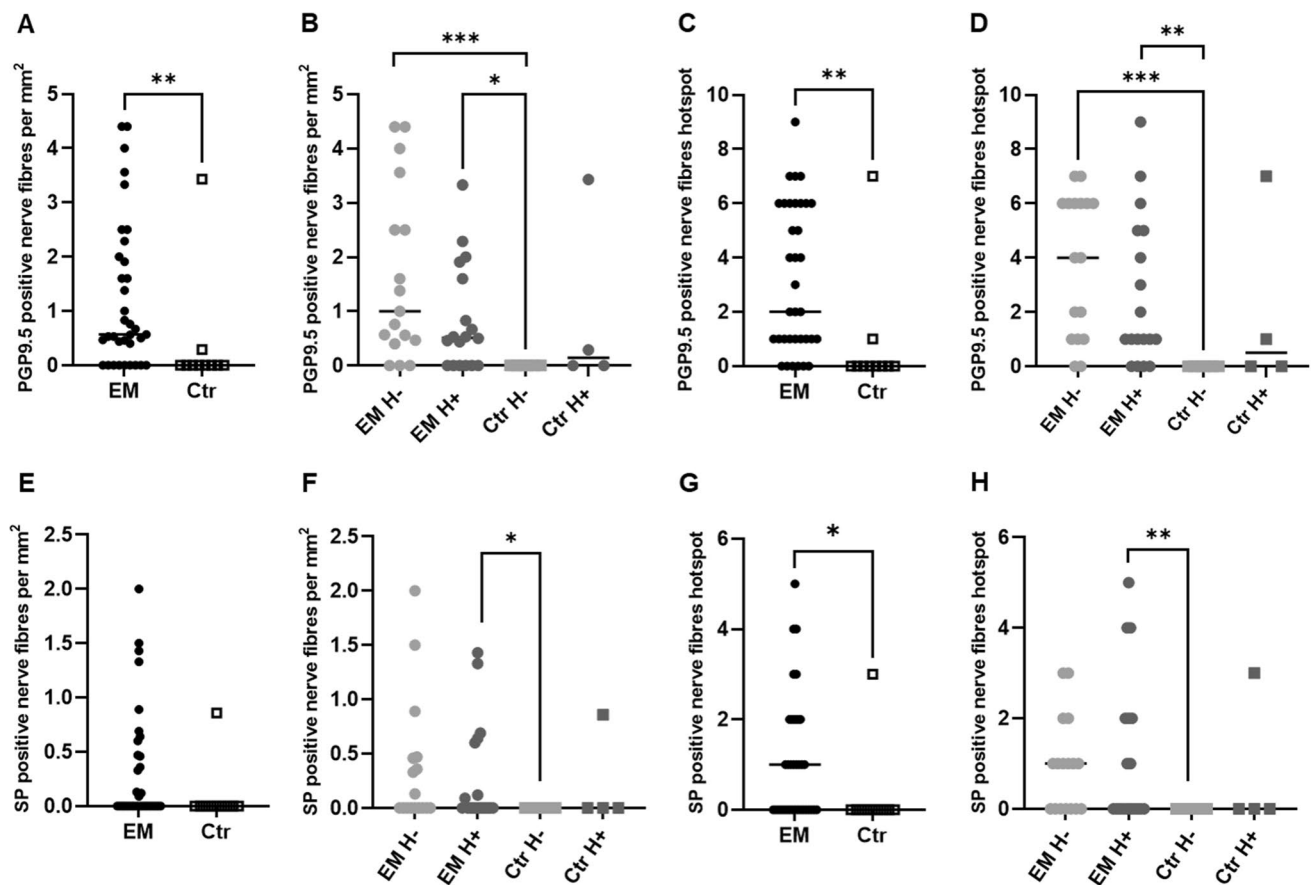 A
PGP9.5 positive nerve fibres per mm²
5
4
3
2
1
0
**
EM
Ctr
B
PGP9.5 positive nerve fibres per mm²
5
4
3
2
1
0
***
*
EM H-
EM H+
Ctr H-
Ctr H+
C
PGP9.5 positive nerve fibres hotspot
10
8
6
4
2
0
**
EM
Ctr
D
PGP9.5 positive nerve fibres hotspot
10
8
6
4
2
0
**
***
EM H-
EM H+
Ctr H-
Ctr H+
E
SP positive nerve fibres per mm²
2.5
2.0
1.5
1.0
0.5
0.0
EM
Ctr
F
SP positive nerve fibres per mm²
2.5
2.0
1.5
1.0
0.5
0.0
*
EM H-
EM H+
Ctr H-
Ctr H+
G
SP positive nerve fibres hotspot
6
4
2
0
*
EM
Ctr
H
SP positive nerve fibres hotspot
6
4
2
0
**
EM H-
EM H+
Ctr H-
Ctr H+